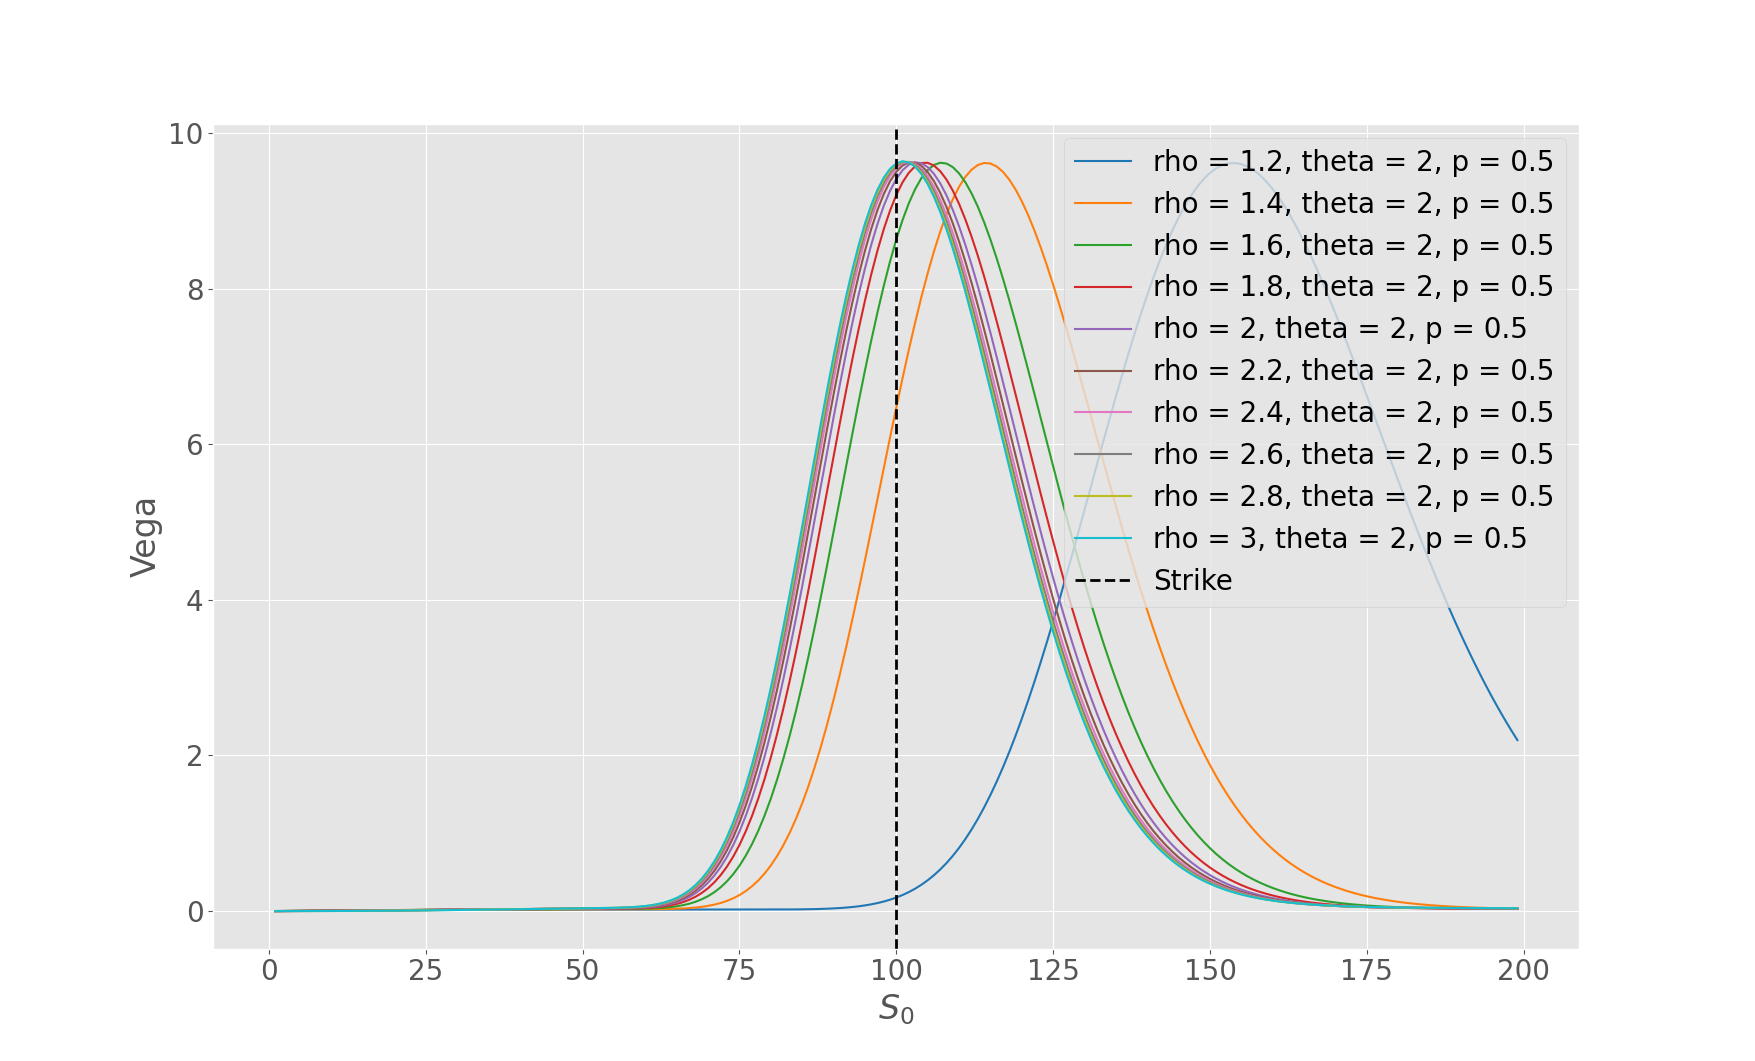 10
8
6
4
2
0
Vega
rho = 1.2, theta = 2, p = 0.5
rho = 1.4, theta = 2, p = 0.5
rho = 1.6, theta = 2, p = 0.5
rho = 1.8, theta = 2, p = 0.5
rho = 2, theta = 2, p = 0.5
rho = 2.2, theta = 2, p = 0.5
rho = 2.4, theta = 2, p = 0.5
rho = 2.6, theta = 2, p = 0.5
rho = 2.8, theta = 2, p = 0.5
rho = 3, theta = 2, p = 0.5
Strike
0 25 50 75 100 125 150 175 200
S₀